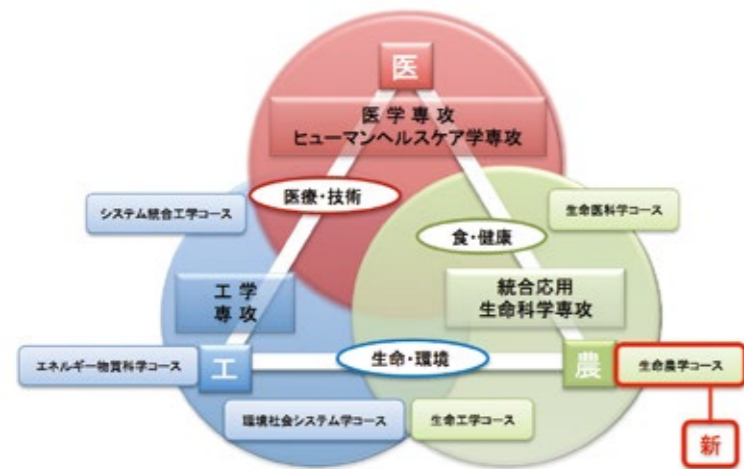 医
医学専攻
ヒューマンヘルスケア学専攻
医療・技術
システム統合工学コース
生命医科学コース
食・健康
工学
専攻
統合応用
生命科学専攻
エネルギー物質科学コース
工
生命・環境
農
生命農学コース
環境社会システム学コース
生命工学コース
新